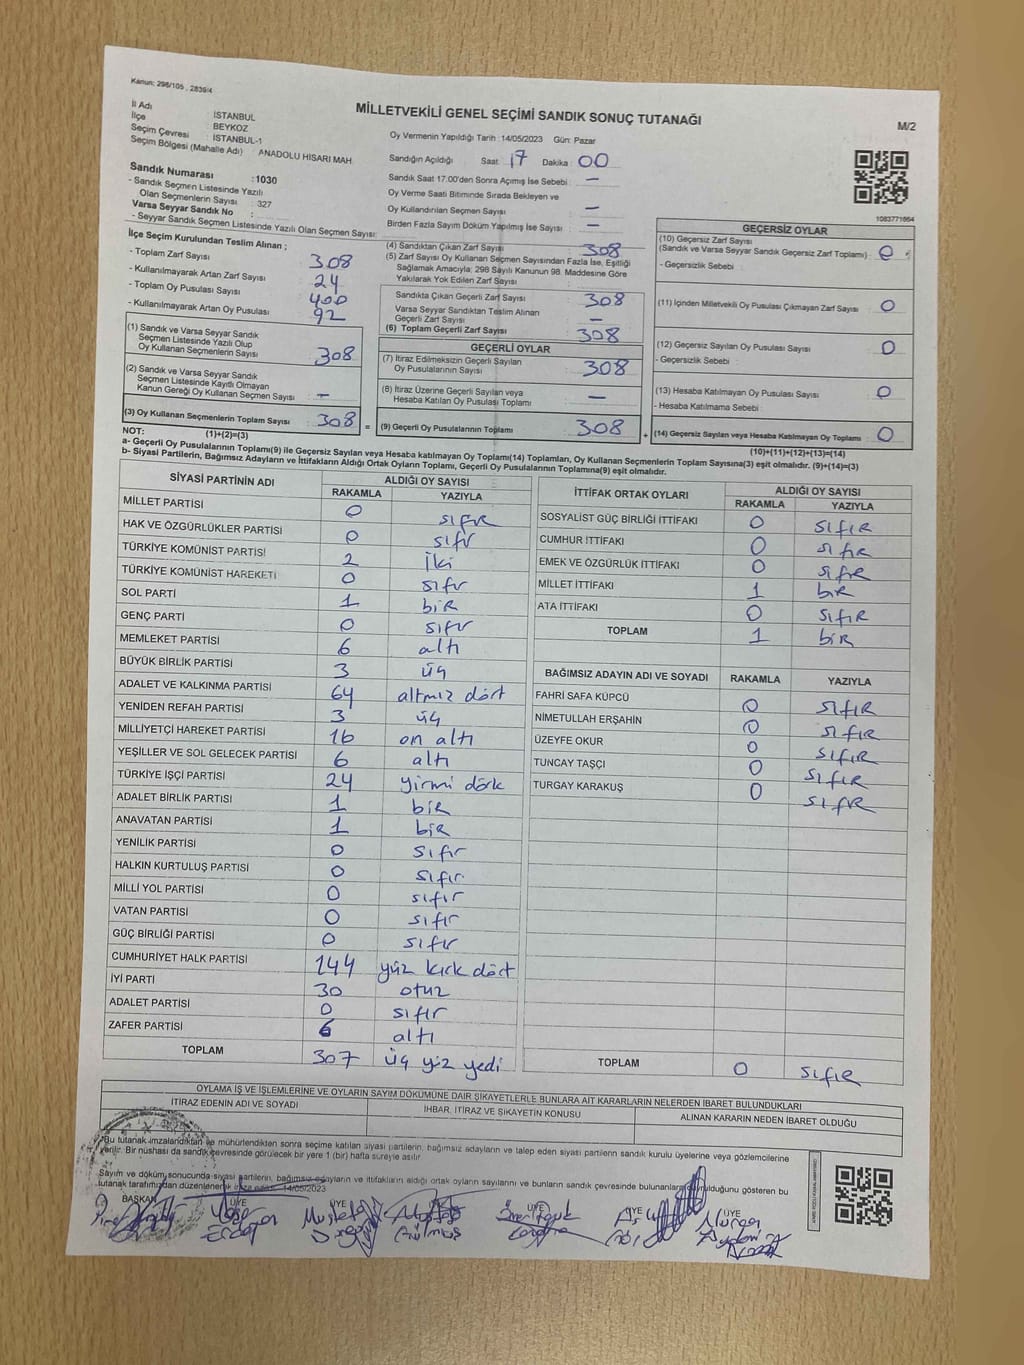 Kanun: 298/105 , 2839/4
MİLLETVEKİLİ GENEL SEÇİMİ SANDIK SONUÇ TUTANAĞI
M/2
İl Adı : İSTANBUL
İlçe : BEYKOZ
Seçim Çevresi : İSTANBUL-1
Seçim Bölgesi (Mahalle Adı) ANADOLU HİSARI MAH
Sandık Numarası : 1030
- Sandık Seçmen Listesinde Yazılı
Olan Seçmenlerin Sayısı : 327
Varsa Seyyar Sandık No :
- Seyyar Sandık Seçmen Listesinde Yazılı Olan Seçmen Sayısı:
Oy Vermenin Yapıldığı Tarih : 14/05/2023 Gün: Pazar
Sandığın Açıldığı Saat: 17 Dakika: 00
Sandık Saat 17:00'den Sonra Açımış İse Sebebi : —
Oy Verme Saati Bitiminde Sırada Bekleyen ve
Oy Kullandırılan Seçmen Sayısı : —
Birden Fazla Sayım Döküm Yapılmış İse Sayısı : —
1083771664
İlçe Seçim Kurulundan Teslim Alınan ;
- Toplam Zarf Sayısı : 308
- Kullanılmayarak Artan Zarf Sayısı : 24
- Toplam Oy Pusulası Sayısı : 400
- Kullanılmayarak Artan Oy Pusulası : 92
(1) Sandık ve Varsa Seyyar Sandık
Seçmen Listesinde Yazılı Olup
Oy Kullanan Seçmenlerin Sayısı : 308
(2) Sandık ve Varsa Seyyar Sandık
Seçmen Listesinde Kayıtlı Olmayan
Kanun Gereği Oy Kullanan Seçmen Sayısı : —
(3) Oy Kullanan Seçmenlerin Toplam Sayısı : 308 =
(4) Sandıktan Çıkan Zarf Sayısı : 308
(5) Zarf Sayısı Oy Kullanan Seçmen Sayısından Fazla İse, Eşitliği
Sağlamak Amacıyla; 298 Sayılı Kanunun 98. Maddesine Göre
Yakılarak Yok Edilen Zarf Sayısı :
Sandıkta Çıkan Geçerli Zarf Sayısı : 308
Varsa Seyyar Sandıktan Teslim Alınan
Geçerli Zarf Sayısı : —
(6) Toplam Geçerli Zarf Sayısı : 308
GEÇERLİ OYLAR
(7) İtiraz Edilmeksizin Geçerli Sayılan
Oy Pusulalarının Sayısı : 308
(8) İtiraz Üzerine Geçerli Sayılan veya
Hesaba Katılan Oy Pusulası Toplamı : —
(9) Geçerli Oy Pusulalarının Toplamı : 308 +
GEÇERSİZ OYLAR
(10) Geçersiz Zarf Sayısı
(Sandık ve Varsa Seyyar Sandık Geçersiz Zarf Toplamı) : 0
- Geçersizlik Sebebi :
(11) İçinden Milletvekili Oy Pusulası Çıkmayan Zarf Sayısı : 0
(12) Geçersiz Sayılan Oy Pusulası Sayısı : 0
- Geçersizlik Sebebi :
(13) Hesaba Katılmayan Oy Pusulası Sayısı : 0
- Hesaba Katılmama Sebebi :
(14) Geçersiz Sayılan veya Hesaba Katılmayan Oy Toplamı : 0
NOT: (1)+(2)=(3) (10)+(11)+(12)+(13)=(14)
a- Geçerli Oy Pusulalarının Toplamı(9) ile Geçersiz Sayılan veya Hesaba katılmayan Oy Toplam(14) Toplamları, Oy Kullanan Seçmenlerin Toplam Sayısına(3) eşit olmalıdır. (9)+(14)=(3)
b- Siyasi Partilerin, Bağımsız Adayların ve İttifakların Aldığı Ortak Oyların Toplamı, Geçerli Oy Pusulasının Toplamına(9) eşit olmalıdır.
SİYASİ PARTİNİN ADI ALDIĞI OY SAYISI
RAKAMLA YAZIYLA
MİLLET PARTİSİ 0 sıfır
HAK VE ÖZGÜRLÜKLER PARTİSİ 0 sıfır
TÜRKİYE KOMÜNİST PARTİSİ 2 iki
TÜRKİYE KOMÜNİST HAREKETİ 0 sıfır
SOL PARTİ 1 bir
GENÇ PARTİ 0 sıfır
MEMLEKET PARTİSİ 6 altı
BÜYÜK BİRLİK PARTİSİ 3 üç
ADALET VE KALKINMA PARTİSİ 64 altmız dört
YENİDEN REFAH PARTİSİ 3 üç
MİLLİYETÇİ HAREKET PARTİSİ 16 on altı
YEŞİLLER VE SOL GELECEK PARTİSİ 6 altı
TÜRKİYE İŞÇİ PARTİSİ 24 yirmi dört
ADALET BİRLİK PARTİSİ 1 bir
ANAVATAN PARTİSİ 1 bir
YENİLİK PARTİSİ 0 sıfır
HALKIN KURTULUŞ PARTİSİ 0 sıfır
MİLLİ YOL PARTİSİ 0 sıfır
VATAN PARTİSİ 0 sıfır
GÜÇ BİRLİĞİ PARTİSİ 0 sıfır
CUMHURİYET HALK PARTİSİ 144 yüz kırk dört
İYİ PARTİ 30 otuz
ADALET PARTİSİ 0 sıfır
ZAFER PARTİSİ 6 altı
TOPLAM 307 üç yüz yedi
İTTİFAK ORTAK OYLARI ALDIĞI OY SAYISI
RAKAMLA YAZIYLA
SOSYALİST GÜÇ BİRLİĞİ İTTİFAKI 0 sıfır
CUMHUR İTTİFAKI 0 sıfır
EMEK VE ÖZGÜRLÜK İTTİFAKI 0 sıfır
MİLLET İTTİFAKI 1 bir
ATA İTTİFAKI 0 sıfır
TOPLAM 1 bir
BAĞIMSIZ ADAYIN ADI VE SOYADI RAKAMLA YAZIYLA
FAHRİ SAFA KÜPCÜ 0 sıfır
NİMETULLAH ERŞAHİN 0 sıfır
ÜZEYFE OKUR 0 sıfır
TUNCAY TAŞÇI 0 sıfır
TURGAY KARAKUŞ 0 sıfır
TOPLAM 0 sıfır
OYLAMA İŞ VE İŞLEMLERİNE VE OYLARIN SAYIM DÖKÜMÜNE DAİR ŞİKAYETLERLE BUNLARA AİT KARARLARIN NELERDEN İBARET BULUNDUKLARI
İTİRAZ EDENİN ADI VE SOYADI İHBAR, İTİRAZ VE ŞİKAYETİN KONUSU ALINAN KARARIN NEDEN İBARET OLDUĞU
*Bu tutanak imzalandıktan ve mühürlendikten sonra seçime katılan siyasi partilerin, bağımsız adayların ve talep eden siyasi partilerin sandık kurulu üyelerine veya gözlemcilerine
verilir. Bir nüshası da sandık çevresinde görülecek bir yere 1 (bir) hafta süreyle asılır
Sayım ve döküm sonucunda siyasi partilerin, bağımsız adayların ve ittifakların aldığı ortak oyların sayılarını ve bunların sandık çevresinde bulunanlara duyurulduğunu gösteren bu
tutanak tarafımızdan düzenlenerek imza edildi. 14/05/2023
BAŞKAN ÜYE ÜYE ÜYE ÜYE ÜYE ÜYE
Yaşar Mustafa
Erdoğan Gülmüş